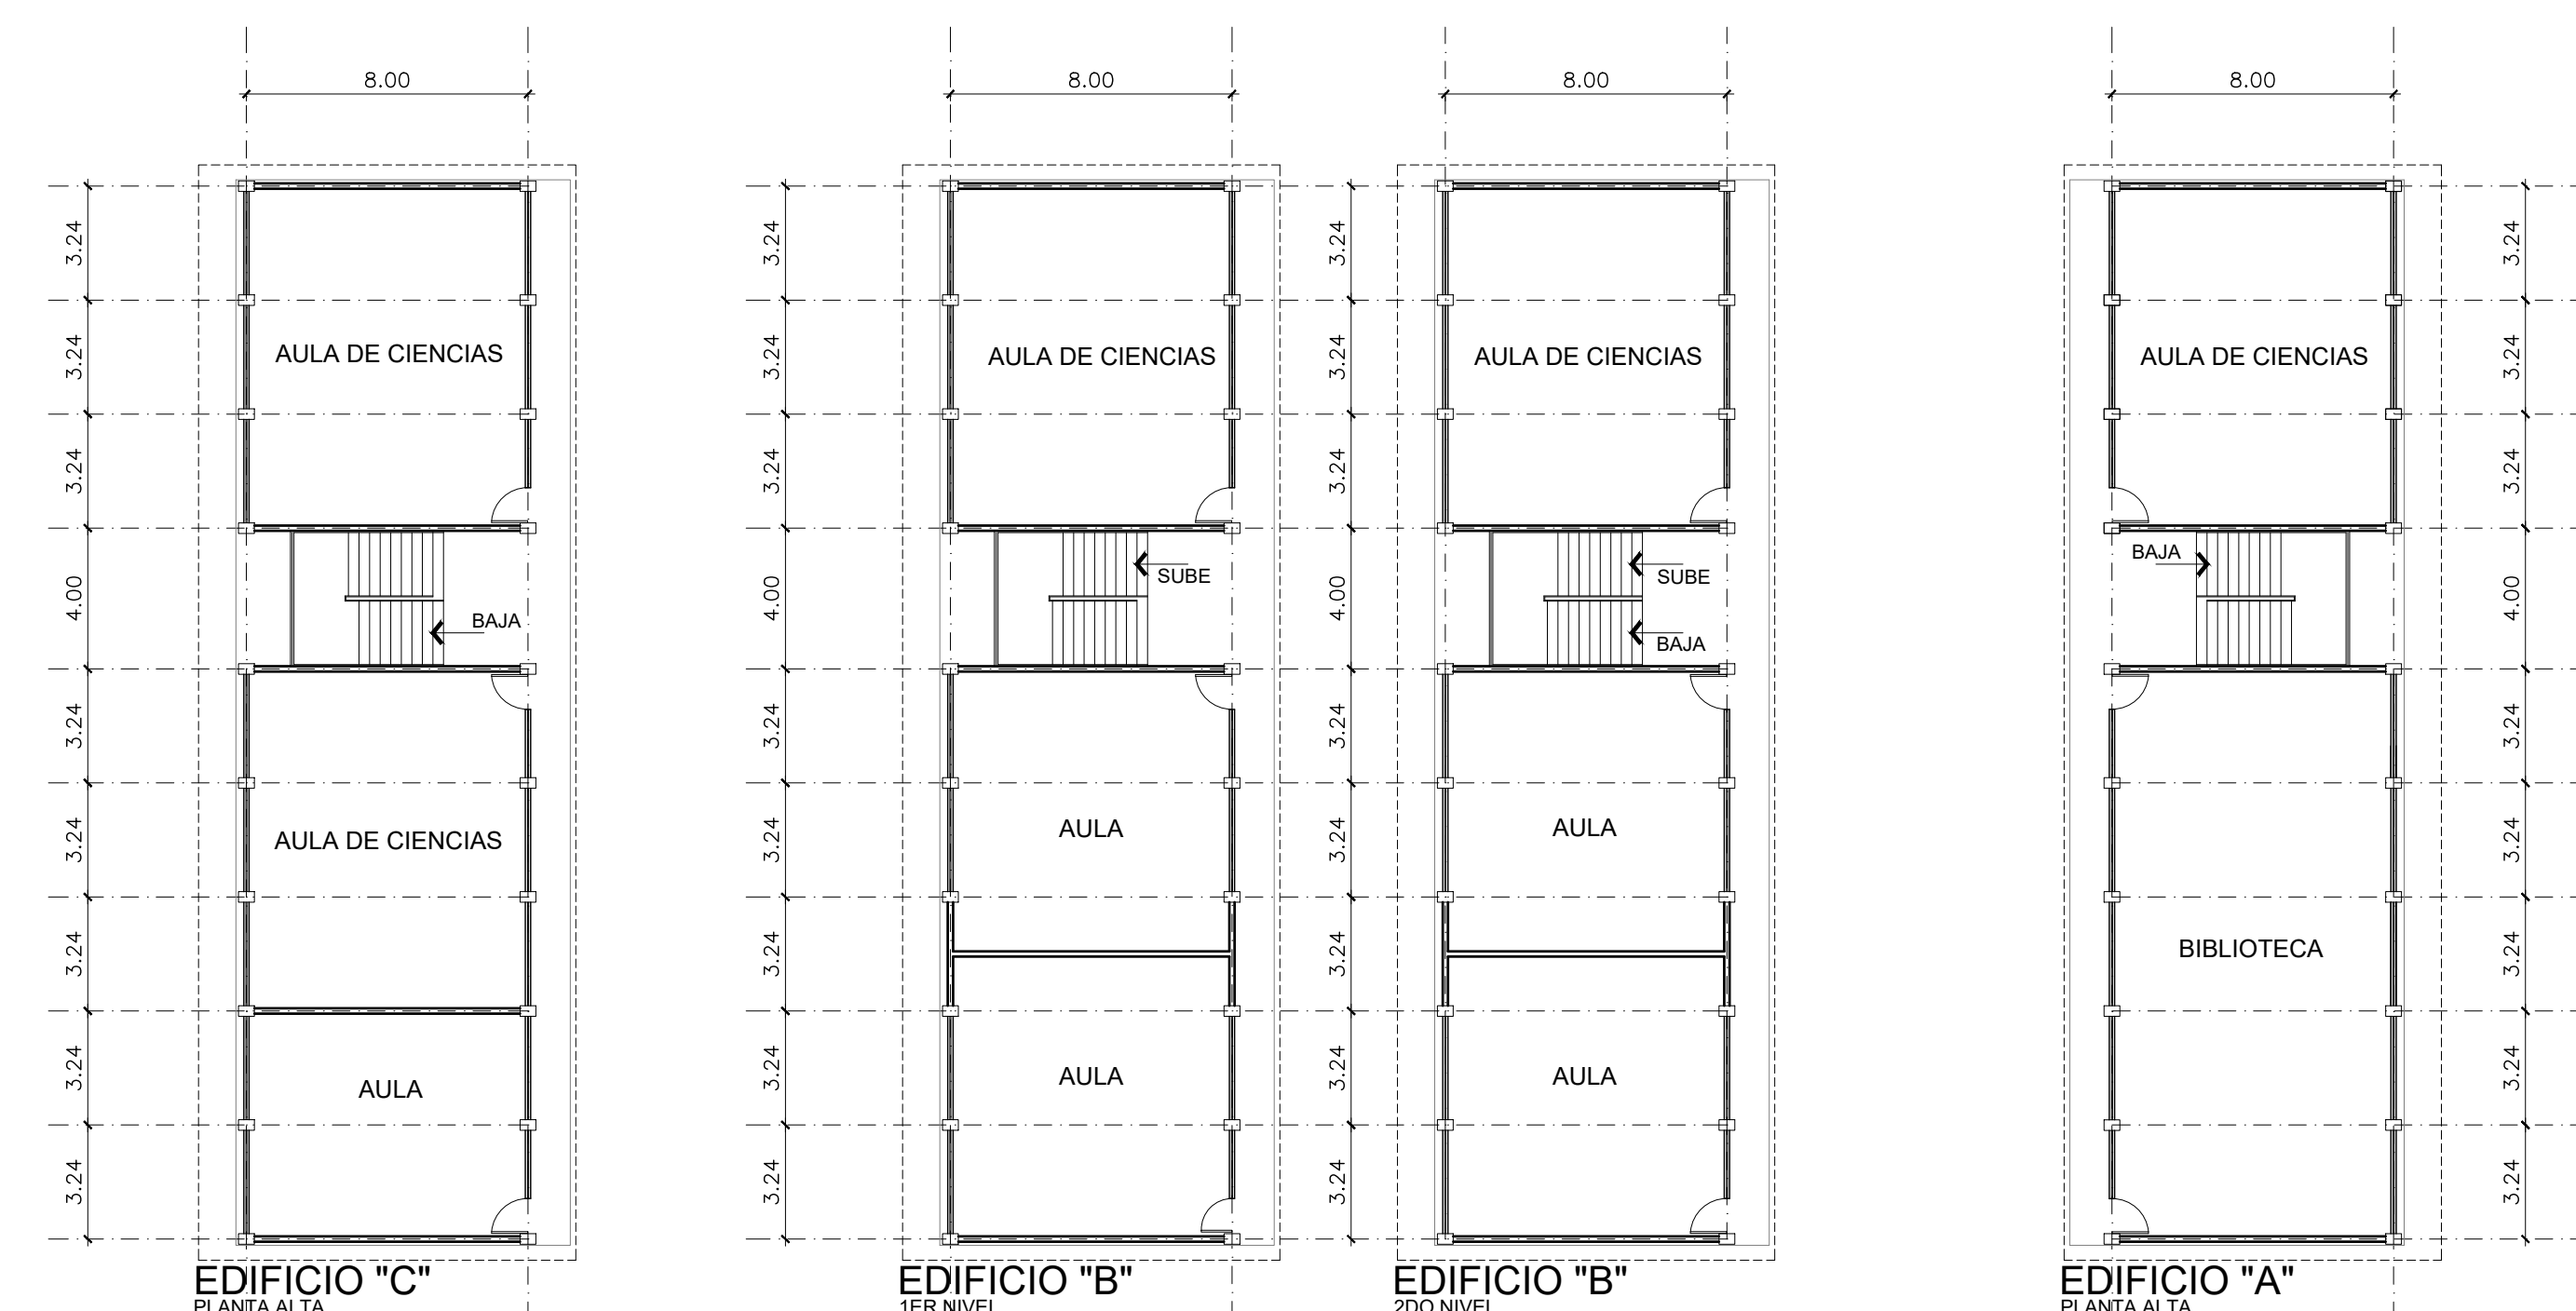 8.00
8.00
8.00
8.00
3.24
3.24
3.24
3.24
3.24
3.24
3.24
3.24
AULA DE CIENCIAS
AULA DE CIENCIAS
AULA DE CIENCIAS
AULA DE CIENCIAS
3.24
3.24
3.24
3.24
4.00
4.00
4.00
4.00
BAJA
SUBE
SUBE
BAJA
BAJA
3.24
3.24
3.24
3.24
3.24
3.24
3.24
3.24
AULA DE CIENCIAS
AULA
AULA
BIBLIOTECA
3.24
3.24
3.24
3.24
3.24
3.24
3.24
3.24
AULA
AULA
AULA
3.24
3.24
3.24
3.24
EDIFICIO "C"
PLANTA ALTA
EDIFICIO "B"
1ER NIVEL
EDIFICIO "B"
2DO NIVEL
EDIFICIO "A"
PLANTA ALTA